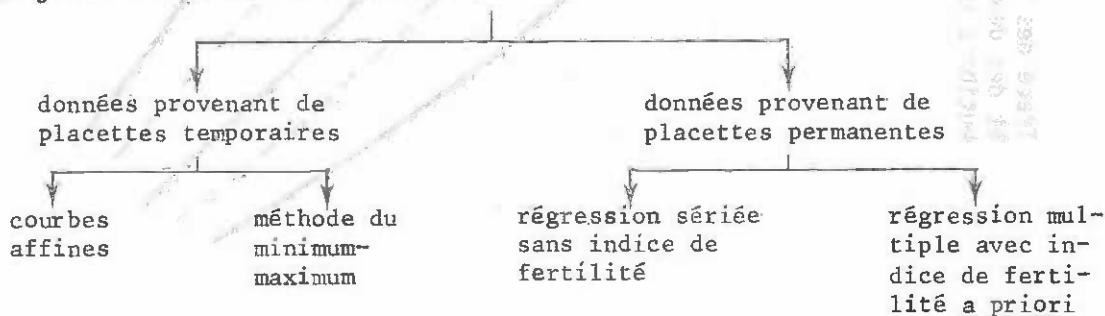 données provenant de
placettes temporaires
données provenant de
placettes permanentes
courbes
affines
méthode du
minimum-
maximum
régression sériée
sans indice de
fertilité
régression mul-
tiple avec in-
dice de ferti-
lité a priori